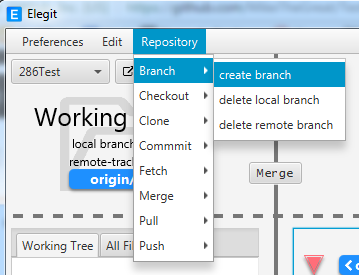 Elegit
Preferences Edit Repository
286Test
Branch
Checkout
Clone
Commmit
Fetch
Merge
Pull
Push
create branch
delete local branch
delete remote branch
Working
local branch
remote-track
origin/
Merge
Working Tree All Fi